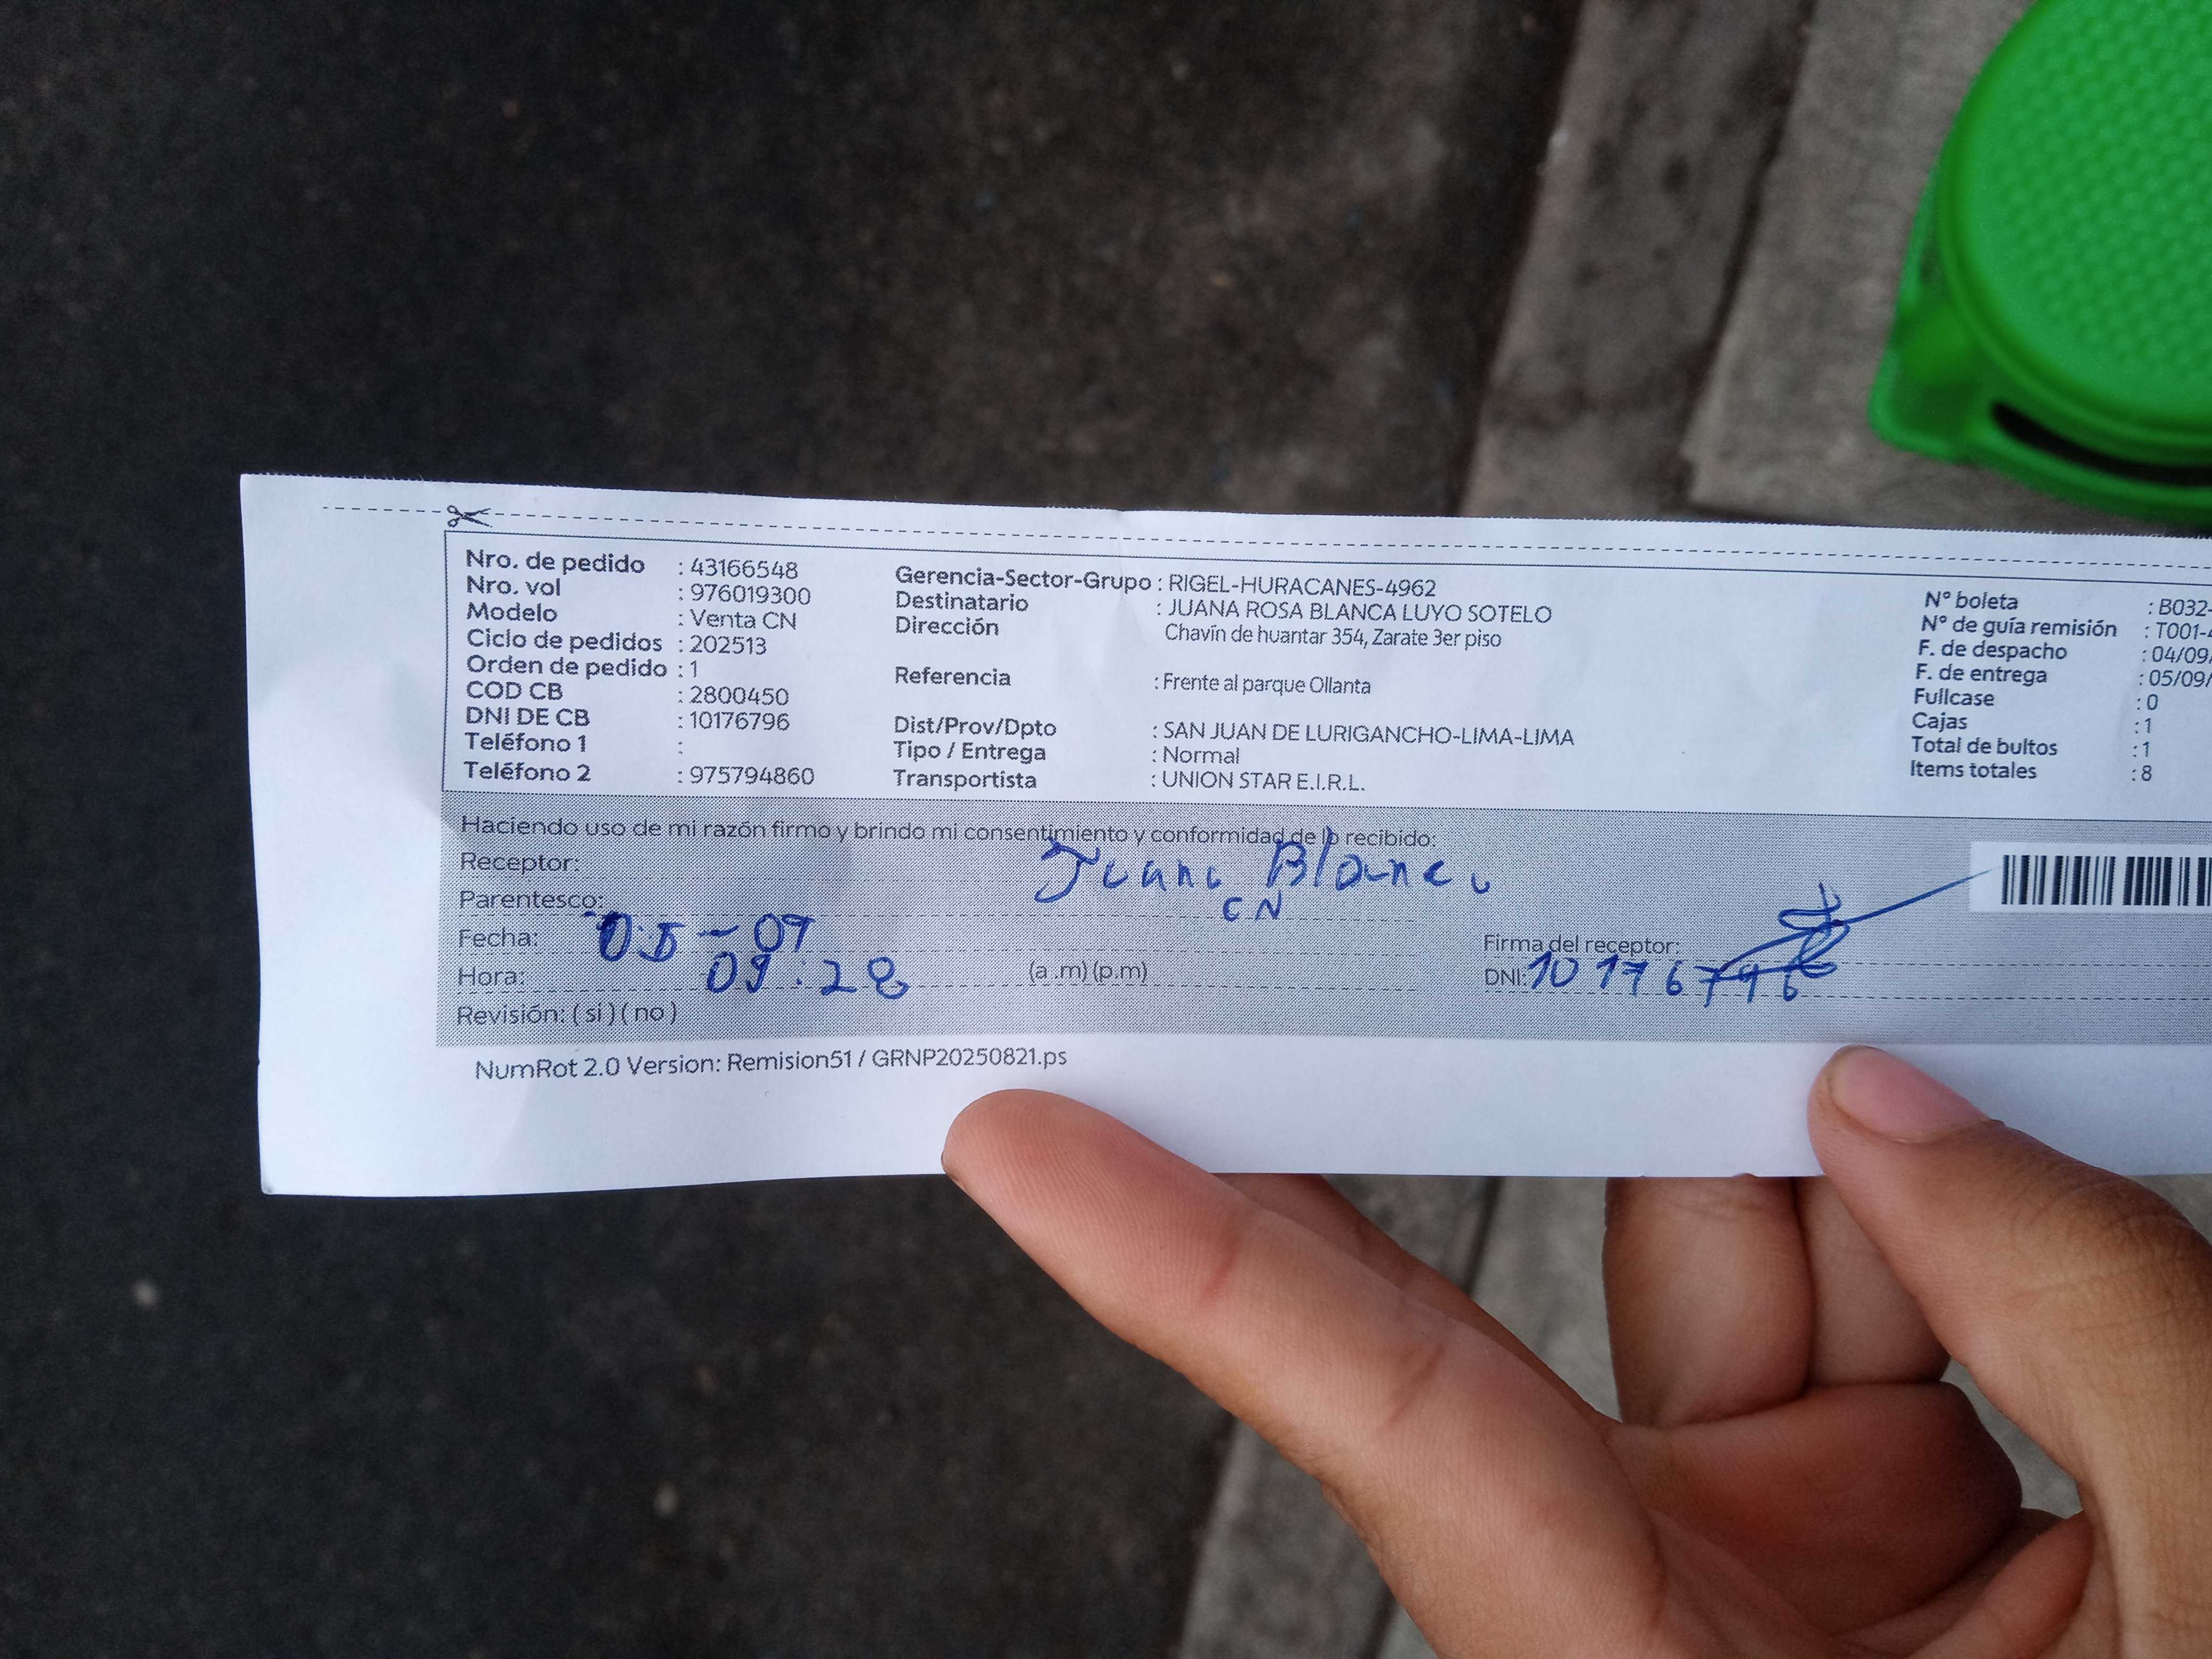 Nro. de pedido : 43166548
Nro. vol : 976019300
Modelo : Venta CN
Ciclo de pedidos : 202513
Orden de pedido : 1
COD CB : 2800450
DNI DE CB : 10176796
Teléfono 1 :
Teléfono 2 : 975794860
Gerencia-Sector-Grupo : RIGEL-HURACANES-4962
Destinatario : JUANA ROSA BLANCA LUYO SOTELO
Dirección Chavín de huantar 354, Zarate 3er piso
Referencia : Frente al parque Ollanta
Dist/Prov/Dpto : SAN JUAN DE LURIGANCHO-LIMA-LIMA
Tipo / Entrega : Normal
Transportista : UNION STAR E.I.R.L.
N° boleta : B032-
N° de guía remisión : T001-
F. de despacho : 04/09/
F. de entrega : 05/09/
Fullcase : 0
Cajas : 1
Total de bultos : 1
Items totales : 8
Haciendo uso de mi razón firmo y brindo mi consentimiento y conformidad de lo recibido:
Receptor: Juana Blanca
Parentesco: CN
Fecha: 05-09
Hora: 09:28 (a .m) (p.m)
Revisión: ( si ) ( no )
Firma del receptor:
DNI: 10176796
NumRot 2.0 Version: Remision51 / GRNP20250821.ps